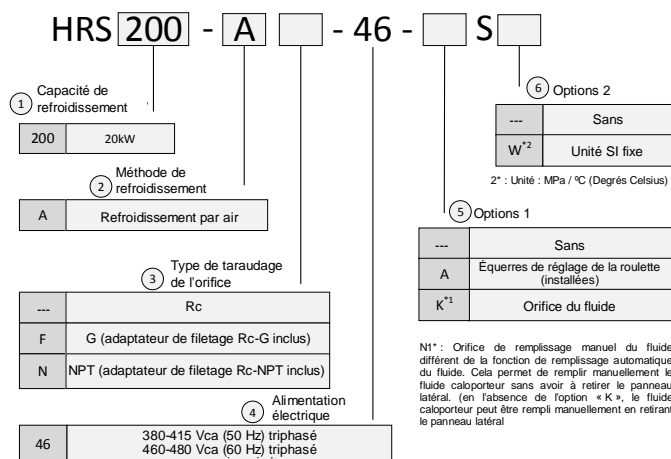 HRS 200 - A - 46 - S
1 Capacité de
refroidissement
200 20kW
2 Méthode de
refroidissement
A Refroidissement par air
3 Type de taraudage
de l'orifice
--- Rc
F G (adaptateur de filetage Rc-G inclus)
N NPT (adaptateur de filetage Rc-NPT inclus)
4 Alimentation
électrique
46 380-415 Vca (50 Hz) triphasé
460-480 Vca (60 Hz) triphasé
6 Options 2
--- Sans
W*2 Unité SI fixe
2* : Unité : MPa / ºC (Degrés Celsius)
5 Options 1
--- Sans
A Équerres de réglage de la roulette
(installées)
K*1 Orifice du fluide
N1* : Orifice de remplissage manuel du fluide
différent de la fonction de remplissage automatique
du fluide. Cela permet de remplir manuellement le
fluide caloporteur sans avoir à retirer le panneau
latéral. (en l'absence de l'option « K », le fluide
caloporteur peut être rempli manuellement en retirant
le panneau latéral